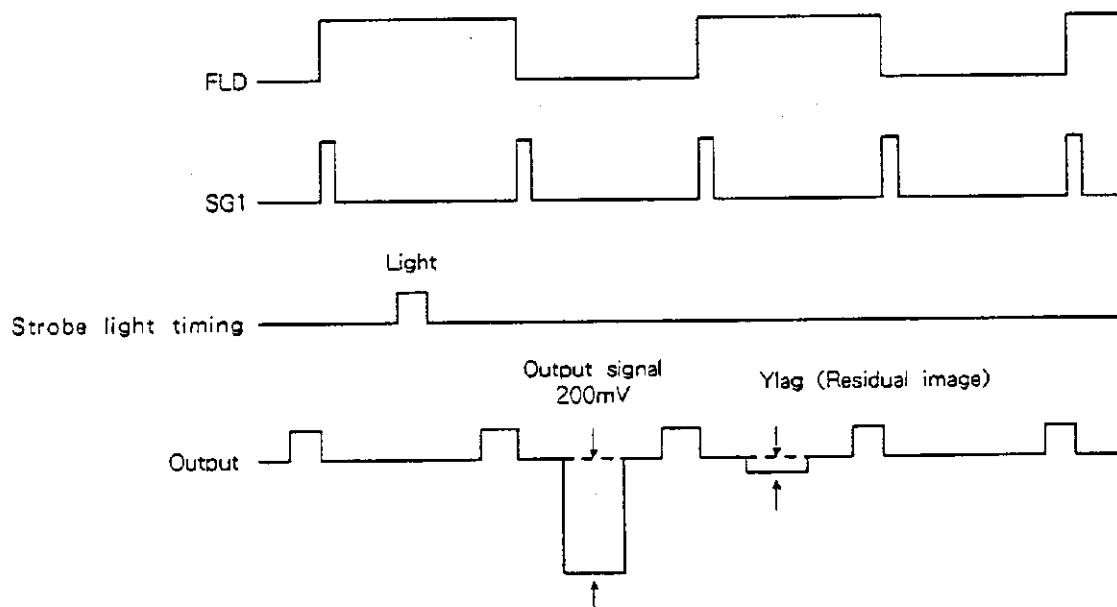 FLD
SG1
Light
Strobe light timing
Output signal
200mV
Ylag (Residual image)
Output